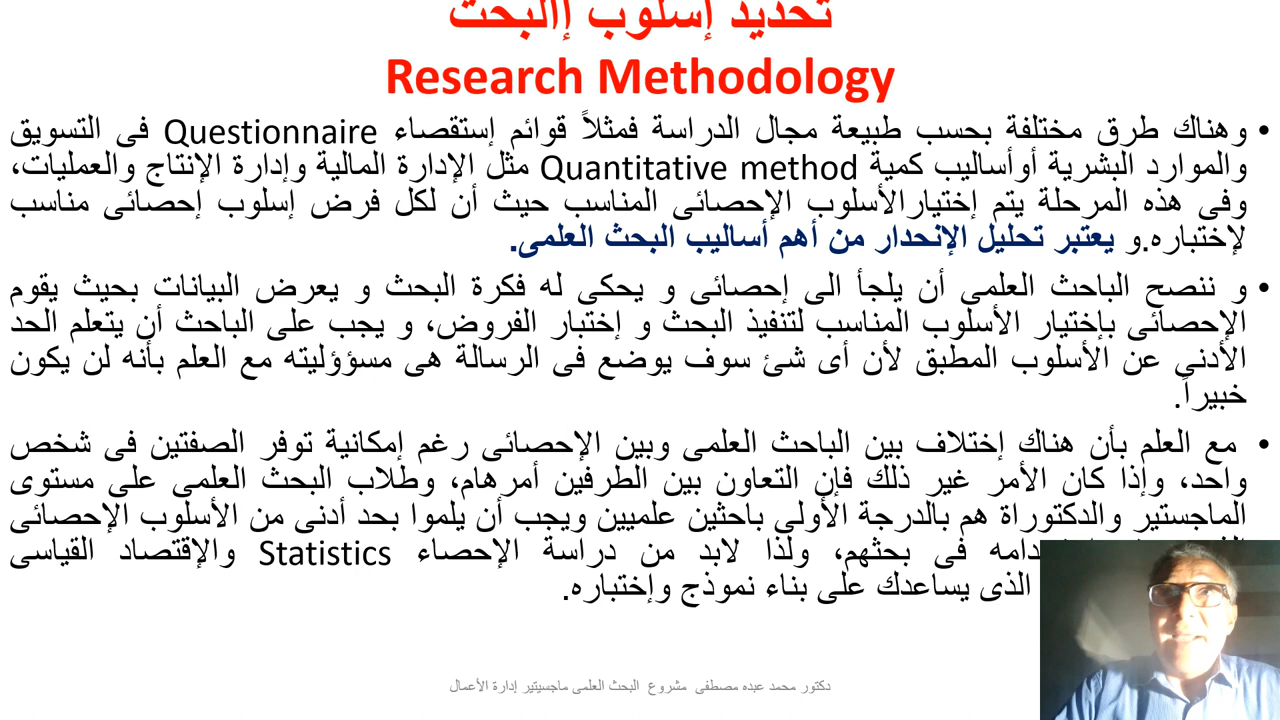 تحديد إسلوب إالبحث
Research Methodology
• وهناك طرق مختلفة بحسب طبيعة مجال الدراسة فمثلاً قوائم إستقصاء Questionnaire فى التسويق
والموارد البشرية أوأساليب كمية Quantitative method مثل الإدارة المالية وإدارة الإنتاج والعمليات،
وفى هذه المرحلة يتم إختيارالأسلوب الإحصائى المناسب حيث أن لكل فرض إسلوب إحصائى مناسب
لإختباره.و يعتبر تحليل الإنحدار من أهم أساليب البحث العلمى.
• و ننصح الباحث العلمى أن يلجأ الى إحصائى و يحكى له فكرة البحث و يعرض البيانات بحيث يقوم
الإحصائى بإختيار الأسلوب المناسب لتنفيذ البحث و إختبار الفروض، و يجب على الباحث أن يتعلم الحد
الأدنى عن الأسلوب المطبق لأن أى شئ سوف يوضع فى الرسالة هى مسؤوليته مع العلم بأنه لن يكون
خبيراً.
• مع العلم بأن هناك إختلاف بين الباحث العلمى وبين الإحصائى رغم إمكانية توفر الصفتين فى شخص
واحد، وإذا كان الأمر غير ذلك فإن التعاون بين الطرفين أمرهام، وطلاب البحث العلمى على مستوى
الماجستير والدكتوراة هم بالدرجة الأولى باحثين علميين ويجب أن يلموا بحد أدنى من الأسلوب الإحصائى
فى بحثهم، ولذا لابد من دراسة الإحصاء Statistics والإقتصاد القياسى
الذى يساعدك على بناء نموذج وإختباره.
دكتور محمد عبده مصطفى مشروع البحث العلمى ماجسيتير إدارة الأعمال